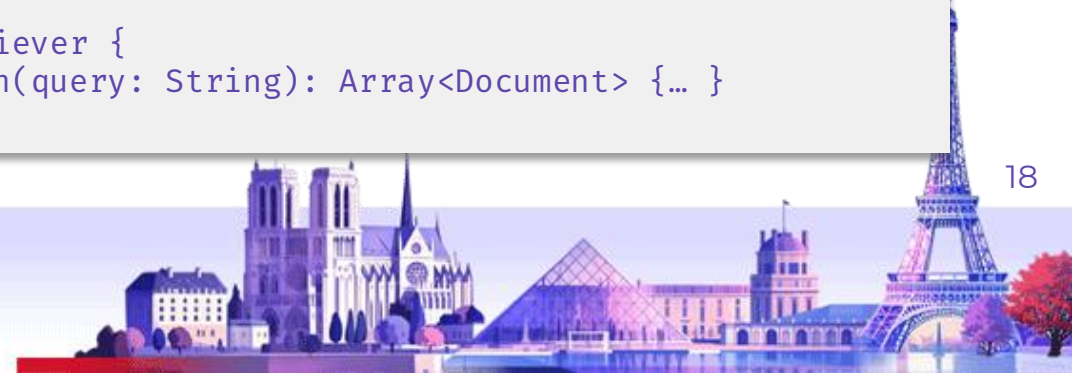 iever {
n(query: String): Array<Document> {… }
18